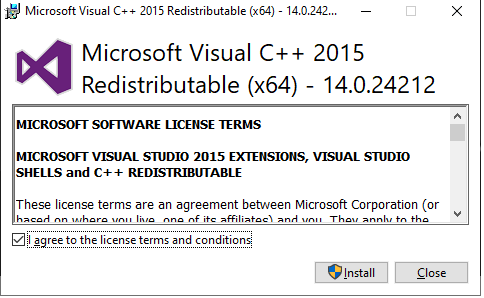 Microsoft Visual C++ 2015 Redistributable (x64) - 14.0.242...
Microsoft Visual C++ 2015
Redistributable (x64) - 14.0.24212
MICROSOFT SOFTWARE LICENSE TERMS
MICROSOFT VISUAL STUDIO 2015 EXTENSIONS, VISUAL STUDIO
SHELLS and C++ REDISTRIBUTABLE
These license terms are an agreement between Microsoft Corporation (or
based on where you live, one of its affiliates) and you. They apply to the
I agree to the license terms and conditions
Install
Close